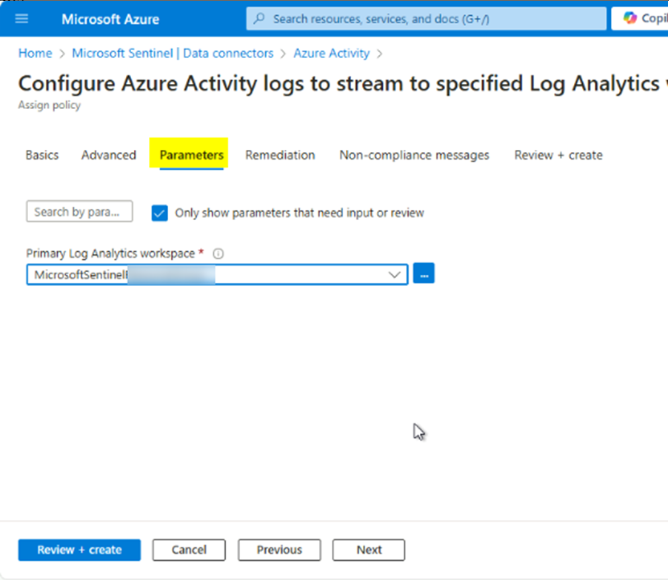 Microsoft Azure Search resources, services, and docs (G+/)
Home > Microsoft Sentinel | Data connectors > Azure Activity >
Configure Azure Activity logs to stream to specified Log Analytics
Assign policy
Basics Advanced Parameters Remediation Non-compliance messages Review + create
Search by para... Only show parameters that need input or review
Primary Log Analytics workspace *
MicrosoftSentinel ...
Review + create Cancel Previous Next